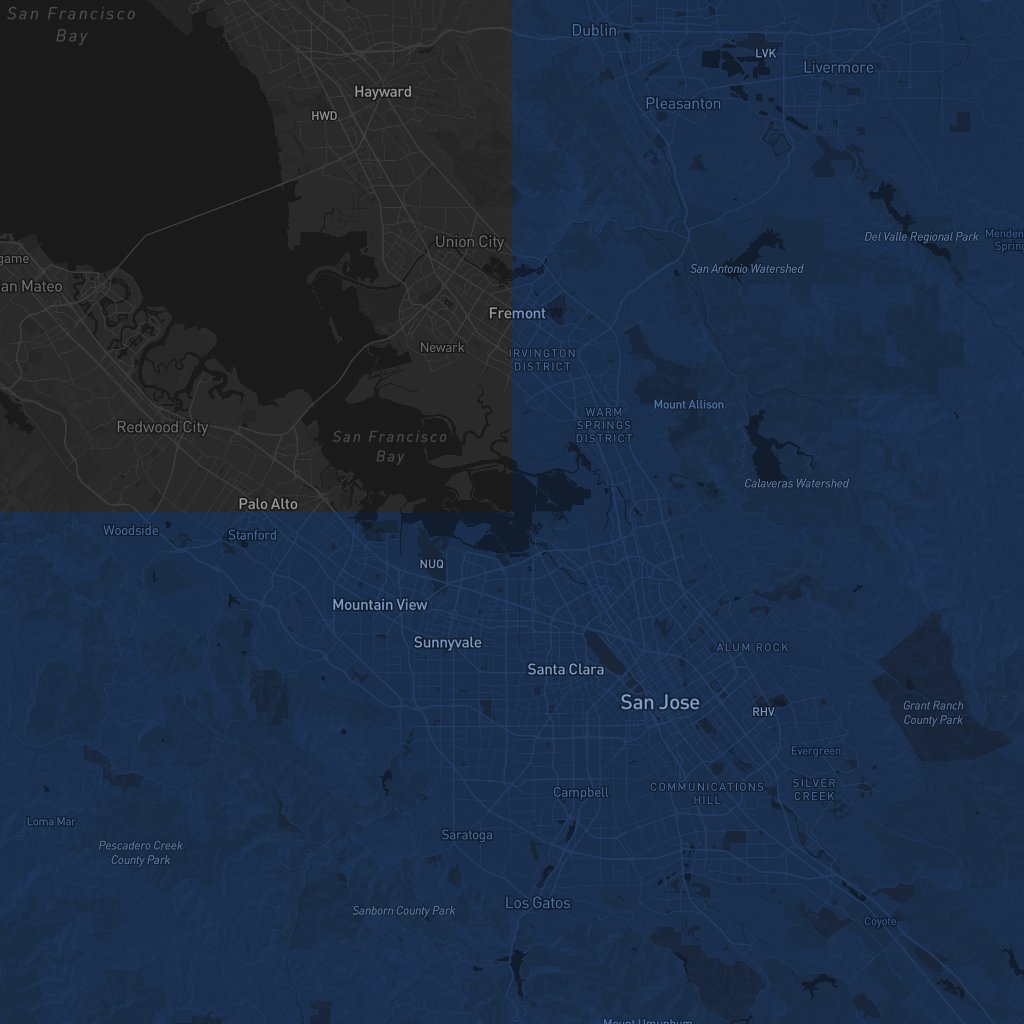 San Francisco
Bay
Dublin
LVK
Livermore
Hayward
Pleasanton
HWD
Union City
Del Valle Regional Park
Menden
Spring
game
San Antonio Watershed
an Mateo
Fremont
Newark
IRVINGTON
DISTRICT
Mount Allison
WARM
SPRINGS
DISTRICT
Redwood City
San Francisco
Bay
Calaveras Watershed
Palo Alto
Woodside
Stanford
NUQ
Mountain View
Sunnyvale
ALUM ROCK
Santa Clara
San Jose
RHV
Grant Ranch
County Park
Evergreen
COMMUNICATIONS
HILL
SILVER
CREEK
Campbell
Loma Mar
Saratoga
Pescadero Creek
County Park
Sanborn County Park
Los Gatos
Coyote
Mount Umunhum